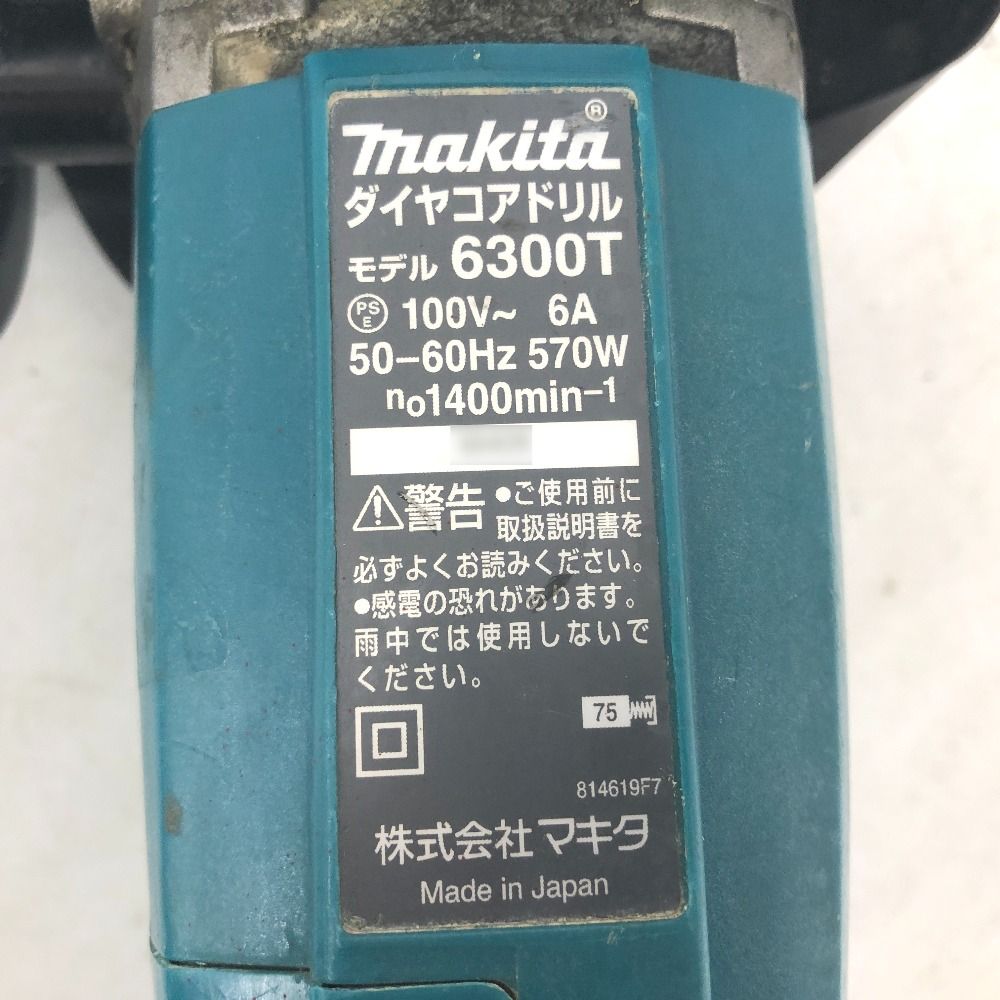 makita®
ダイヤコアドリル
モデル 6300T
PSE 100V~ 6A
50-60Hz 570W
no1400min-1
警告 ●ご使用前に
取扱説明書を
必ずよくお読みください。
●感電の恐れがあります。
雨中では使用しないで
ください。
75
814619F7
株式会社マキタ
Made in Japan